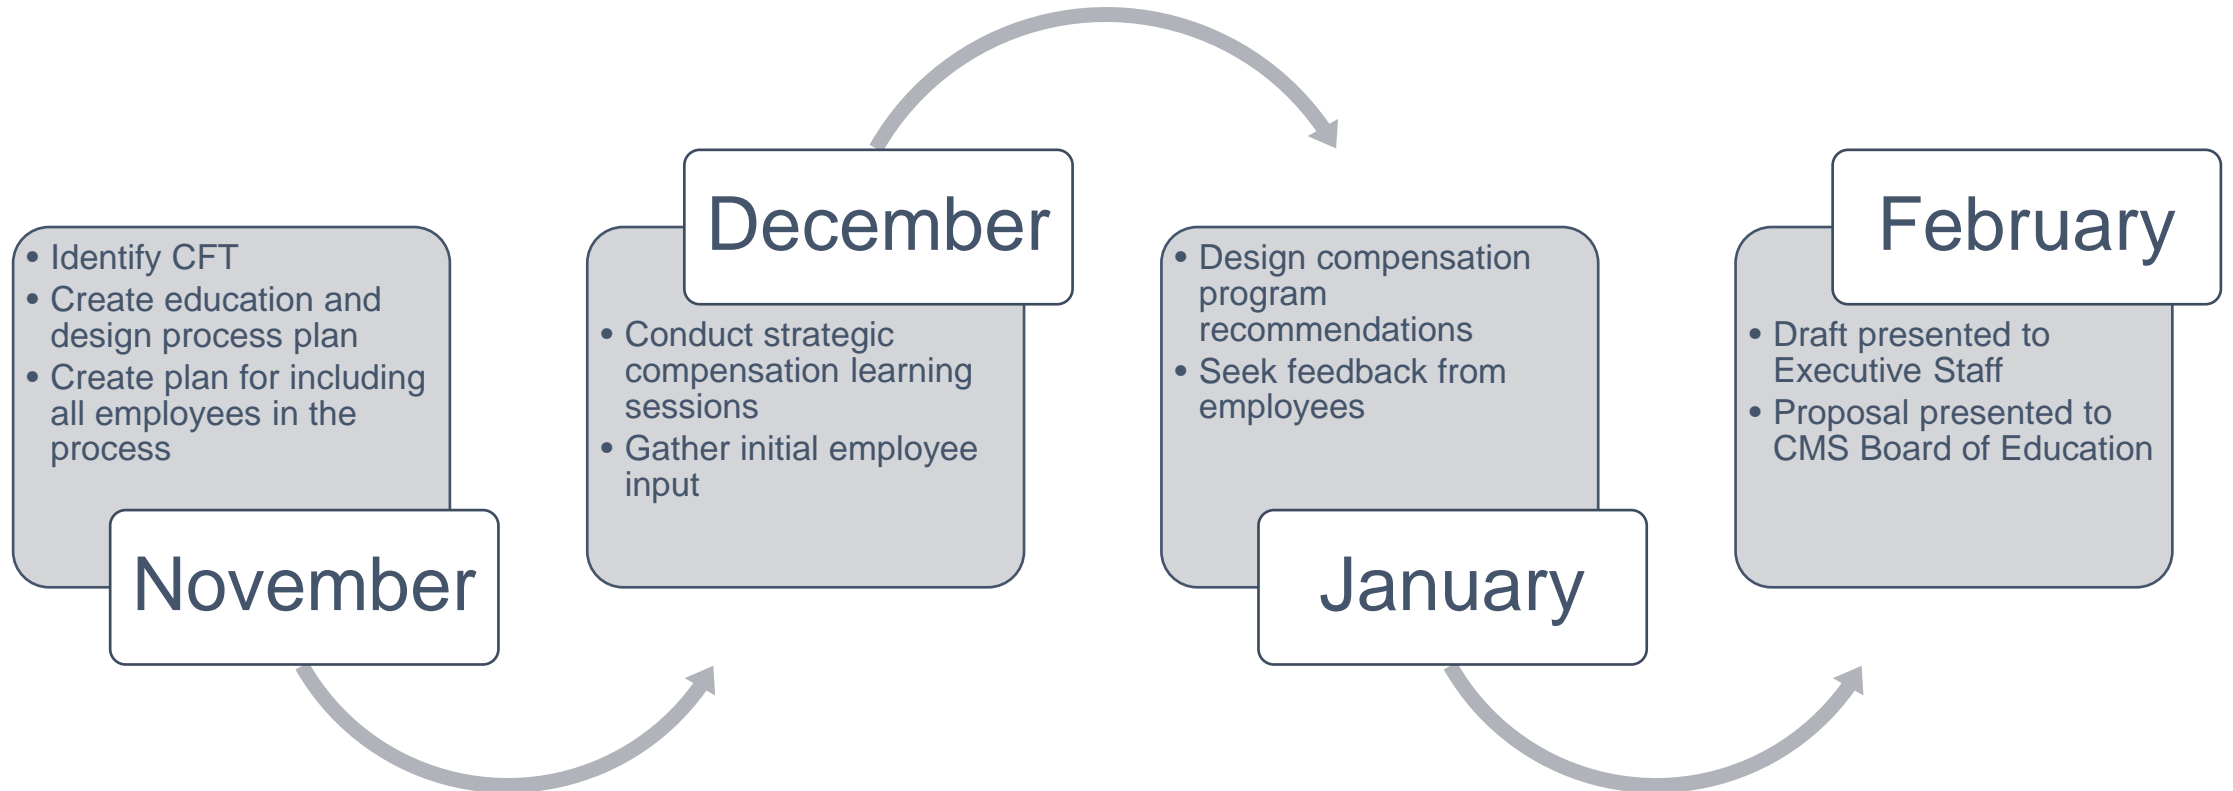 • Identify CFT
• Create education and
design process plan
• Create plan for including
all employees in the
process
November
December
• Conduct strategic
compensation learning
sessions
• Gather initial employee
input
• Design compensation
program
recommendations
• Seek feedback from
employees
January
February
• Draft presented to
Executive Staff
• Proposal presented to
CMS Board of Education